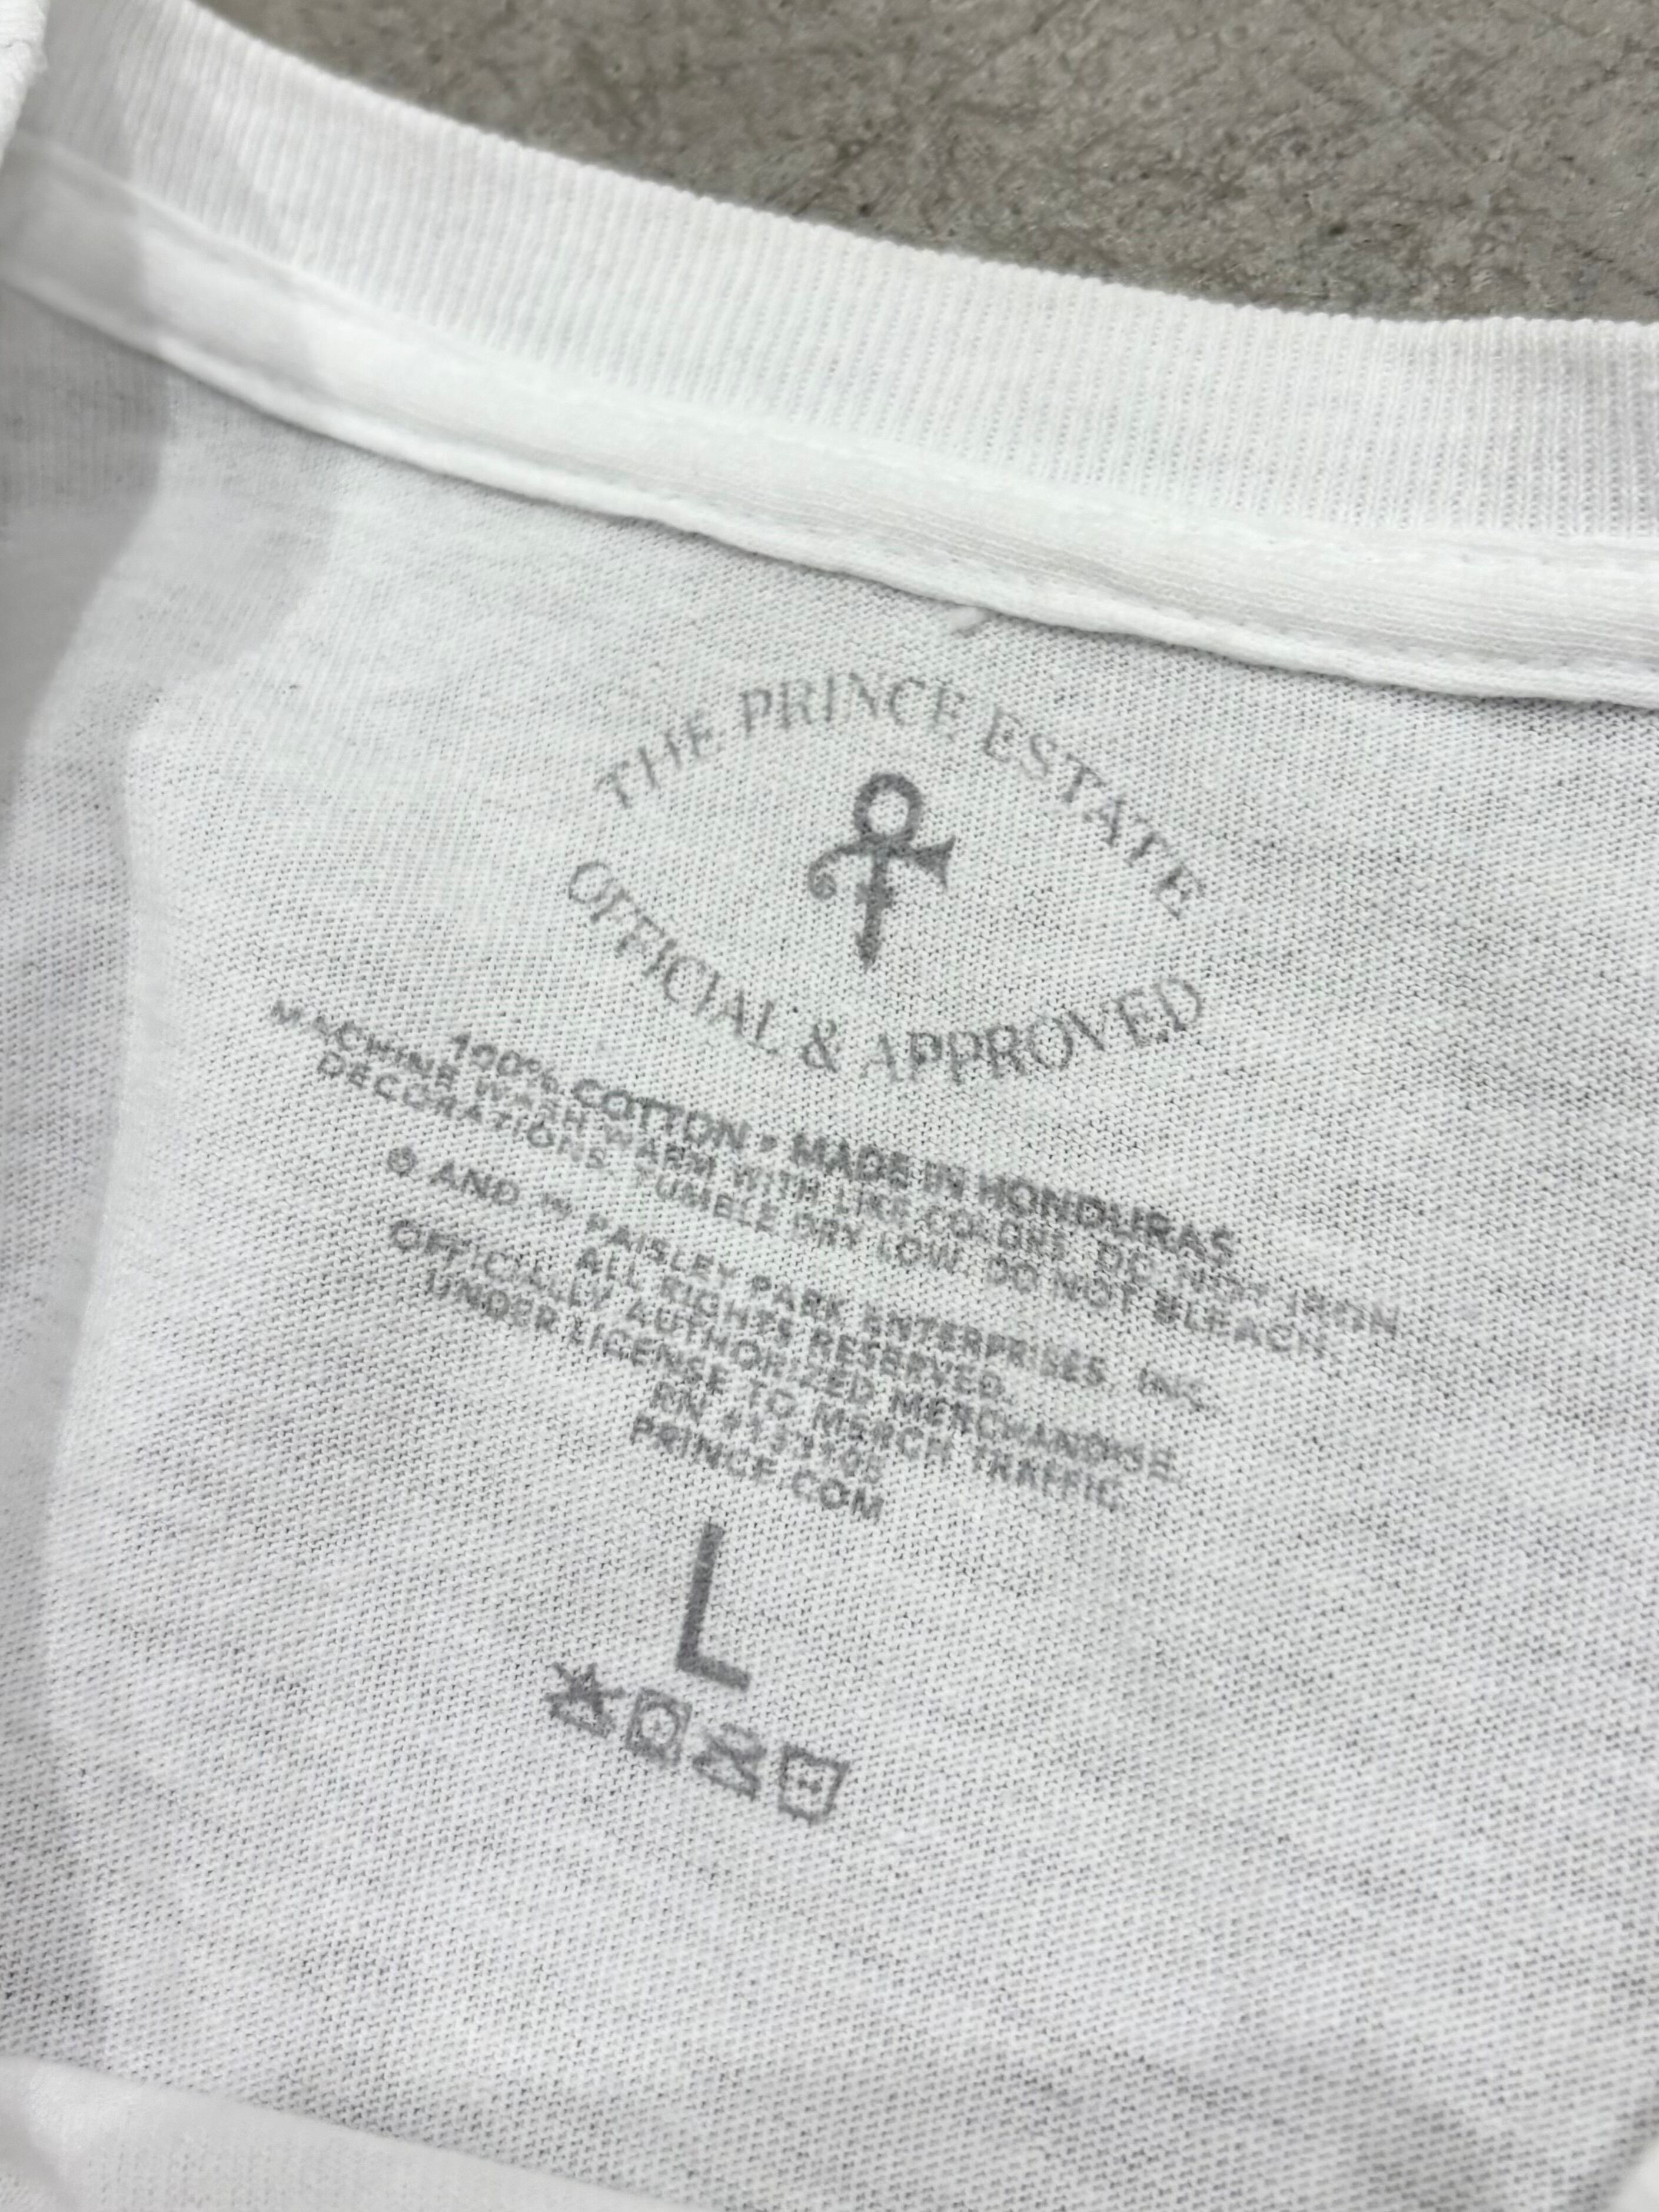 THE PRINCE ESTATE
OFFICIAL & APPROVED
100% COTTON • MADE IN HONDURAS
MACHINE WASH WARM WITH LIKE COLORS. DO NOT IRON
DECORATIONS. TUMBLE DRY LOW. DO NOT BLEACH.
© AND ™ PAISLEY PARK ENTERPRISES, INC.
ALL RIGHTS RESERVED.
OFFICIALLY AUTHORIZED MERCHANDISE.
UNDER LICENSE TO MERCH TRAFFIC.
RN
PRINCE.COM
L